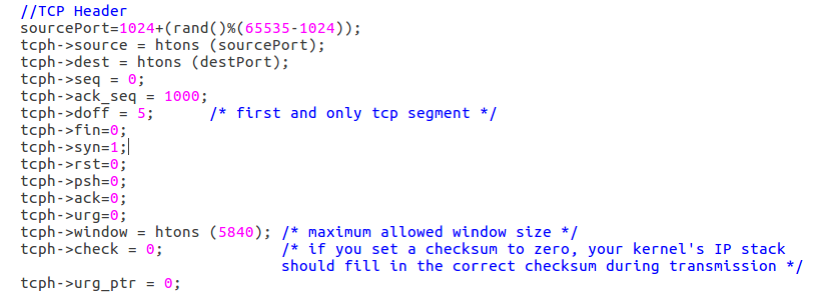 //TCP Header
sourcePort=1024+(rand()%(65535-1024));
tcph->source = htons (sourcePort);
tcph->dest = htons (destPort);
tcph->seq = 0;
tcph->ack_seq = 1000;
tcph->doff = 5;      /* first and only tcp segment */
tcph->fin=0;
tcph->syn=1;
tcph->rst=0;
tcph->psh=0;
tcph->ack=0;
tcph->urg=0;
tcph->window = htons (5840); /* maximum allowed window size */
tcph->check = 0;             /* if you set a checksum to zero, your kernel's IP stack
                             should fill in the correct checksum during transmission */
tcph->urg_ptr = 0;